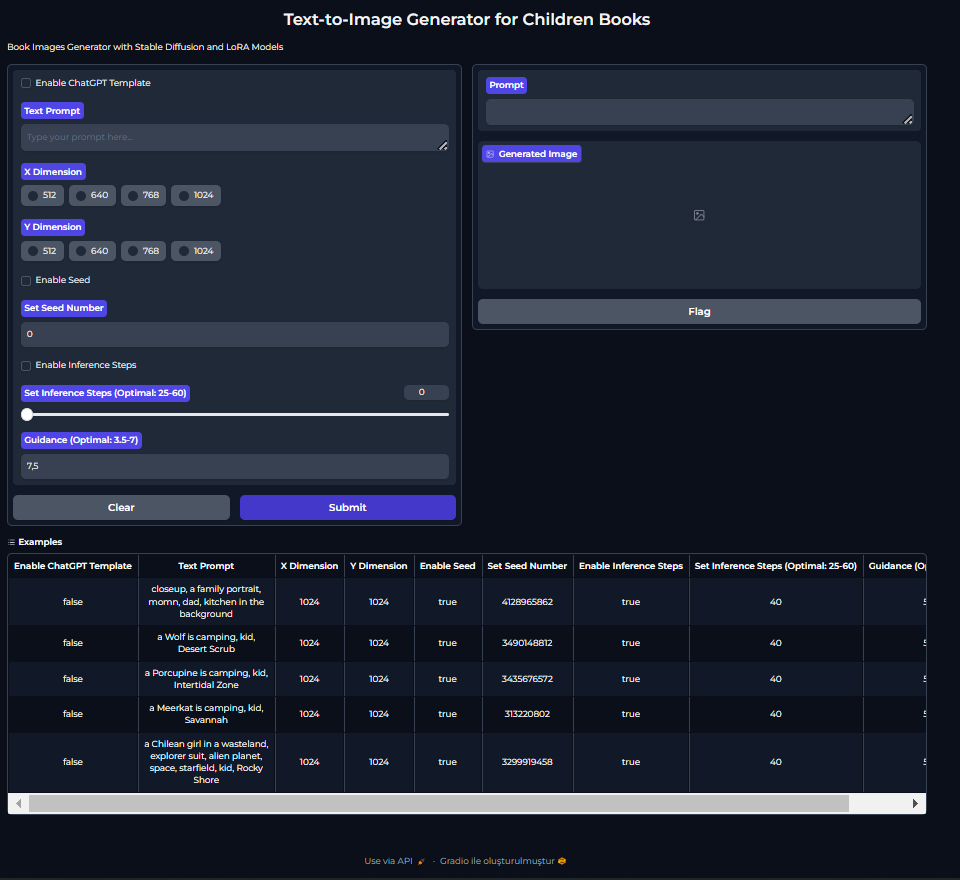 Text-to-Image Generator for Children Books
Book Images Generator with Stable Diffusion and LoRA Models
Enable ChatGPT Template
Text Prompt
Type your prompt here...
X Dimension
512 640 768 1024
Y Dimension
512 640 768 1024
Enable Seed
Set Seed Number
0
Enable Inference Steps
Set Inference Steps (Optimal: 25-60) 0
Guidance (Optimal: 3.5-7)
7,5
Clear Submit
Prompt
Generated Image
Flag
Examples
Enable ChatGPT Template Text Prompt X Dimension Y Dimension Enable Seed Set Seed Number Enable Inference Steps Set Inference Steps (Optimal: 25-60) Guidance (O
false closeup, a family portrait, momn, dad, kitchen in the background 1024 1024 true 4128965862 true 40
false a Wolf is camping, kid, Desert Scrub 1024 1024 true 3490148812 true 40
false a Porcupine is camping, kid, Intertidal Zone 1024 1024 true 3435676572 true 40
false a Meerkat is camping, kid, Savannah 1024 1024 true 313220802 true 40
false a Chilean girl in a wasteland, explorer suit, alien planet, space, starfield, kid, Rocky Shore 1024 1024 true 3299919458 true 40
Use via API · Gradio ile oluşturulmuştur